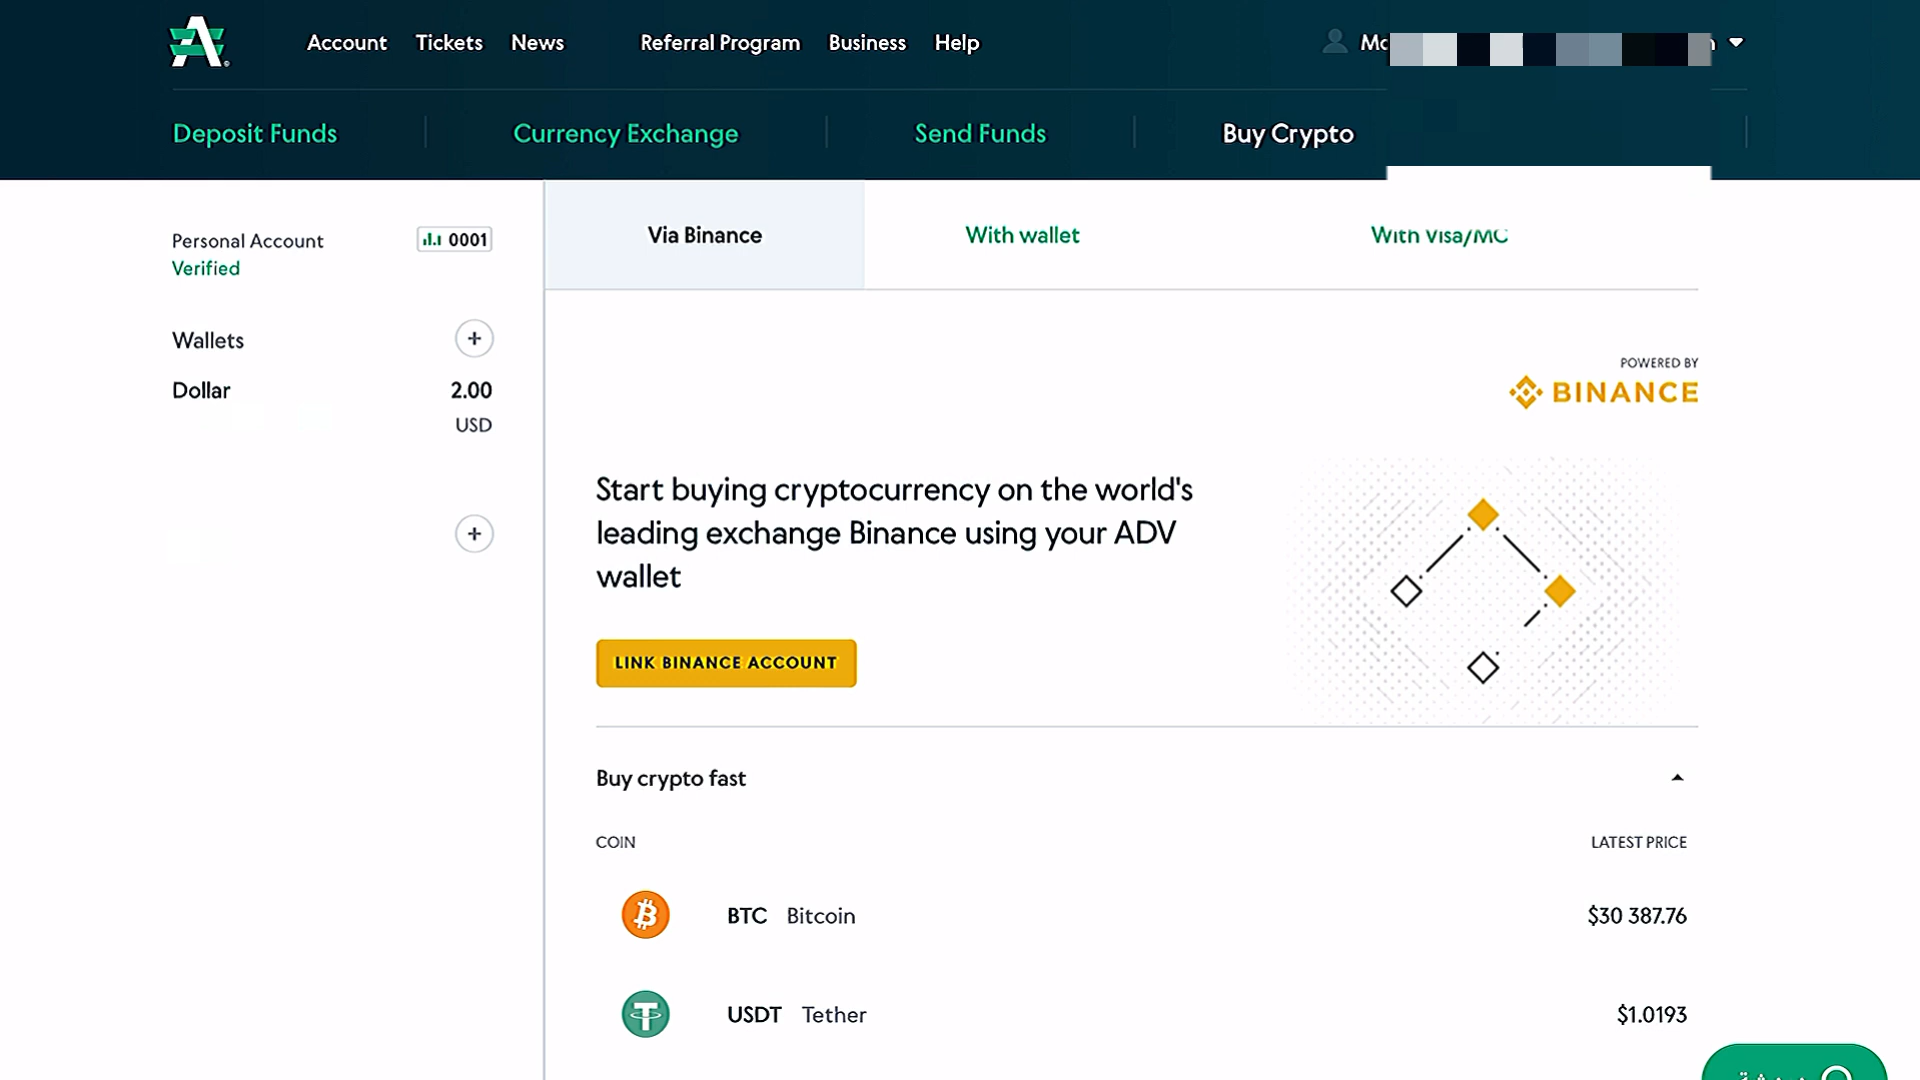 Account Tickets News Referral Program Business Help
Deposit Funds Currency Exchange Send Funds Buy Crypto
Personal Account 0001
Verified
Wallets
Dollar 2.00
USD
Via Binance With wallet With Visa/MC
POWERED BY
BINANCE
Start buying cryptocurrency on the world's
leading exchange Binance using your ADV
wallet
LINK BINANCE ACCOUNT
Buy crypto fast
COIN LATEST PRICE
BTC Bitcoin $30 387.76
USDT Tether $1.0193